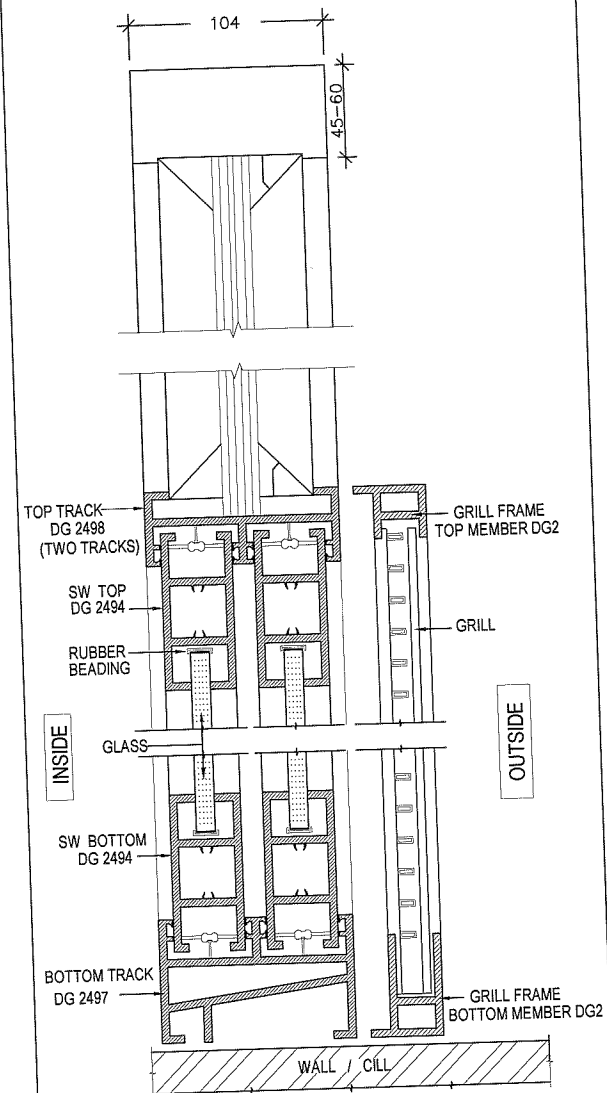 104
45-60
TOP TRACK
DG 2498
(TWO TRACKS)
GRILL FRAME
TOP MEMBER DG2
SW TOP
DG 2494
GRILL
RUBBER
BEADING
INSIDE
OUTSIDE
GLASS
SW BOTTOM
DG 2494
BOTTOM TRACK
DG 2497
GRILL FRAME
BOTTOM MEMBER DG2
WALL / CILL